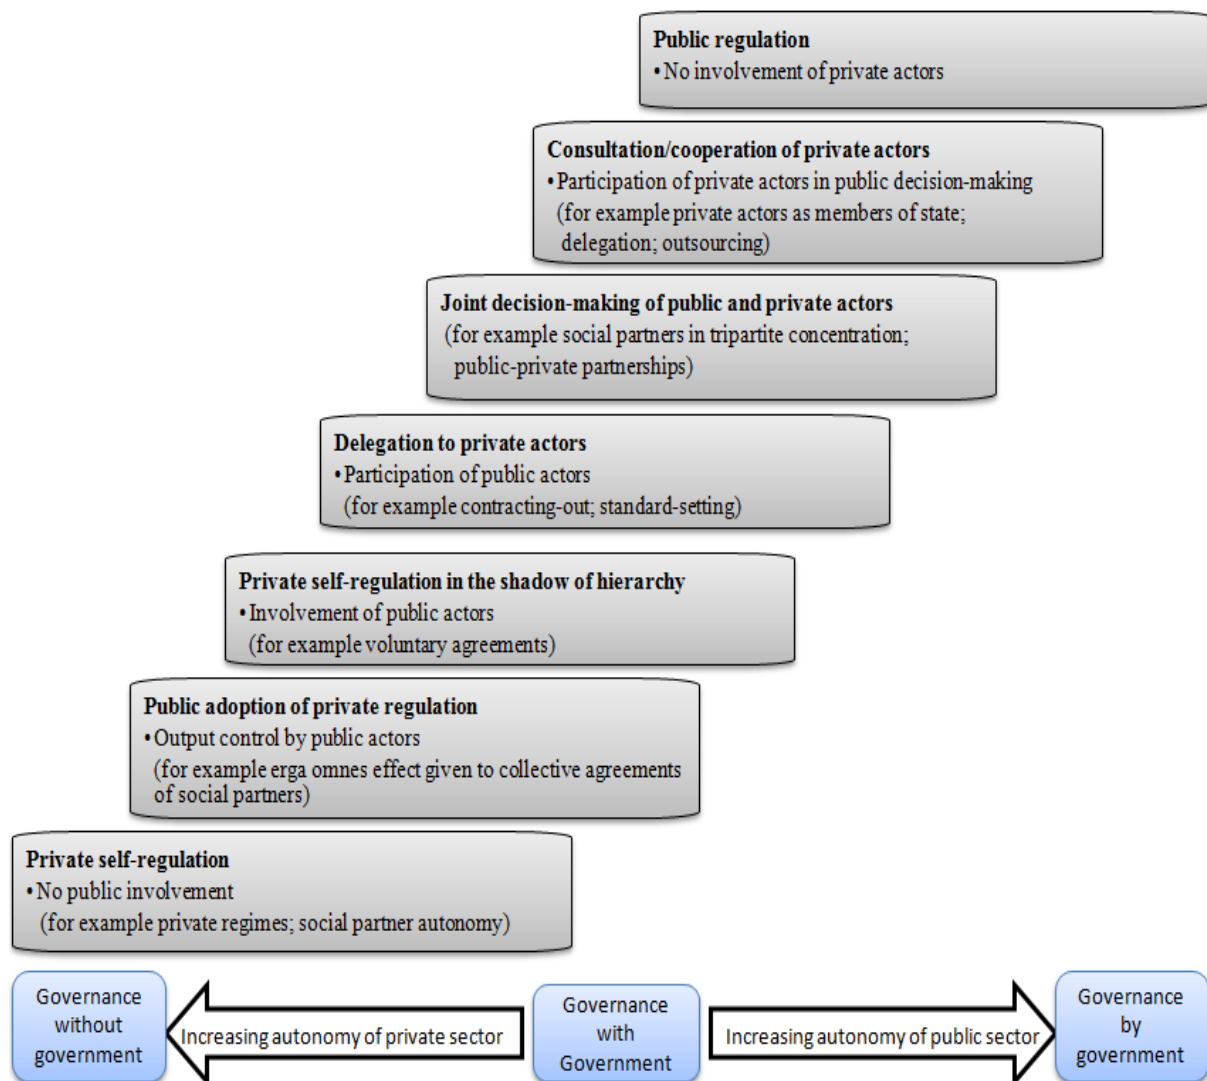 Public regulation
• No involvement of private actors
Consultation/cooperation of private actors
• Participation of private actors in public decision-making
(for example private actors as members of state;
delegation; outsourcing)
Joint decision-making of public and private actors
(for example social partners in tripartite concentration;
public-private partnerships)
Delegation to private actors
• Participation of public actors
(for example contracting-out; standard-setting)
Private self-regulation in the shadow of hierarchy
• Involvement of public actors
(for example voluntary agreements)
Public adoption of private regulation
• Output control by public actors
(for example erga omnes effect given to collective agreements
of social partners)
Private self-regulation
• No public involvement
(for example private regimes; social partner autonomy)
Governance
without
government
Increasing autonomy of private sector
Governance
with
Government
Increasing autonomy of public sector
Governance
by
government